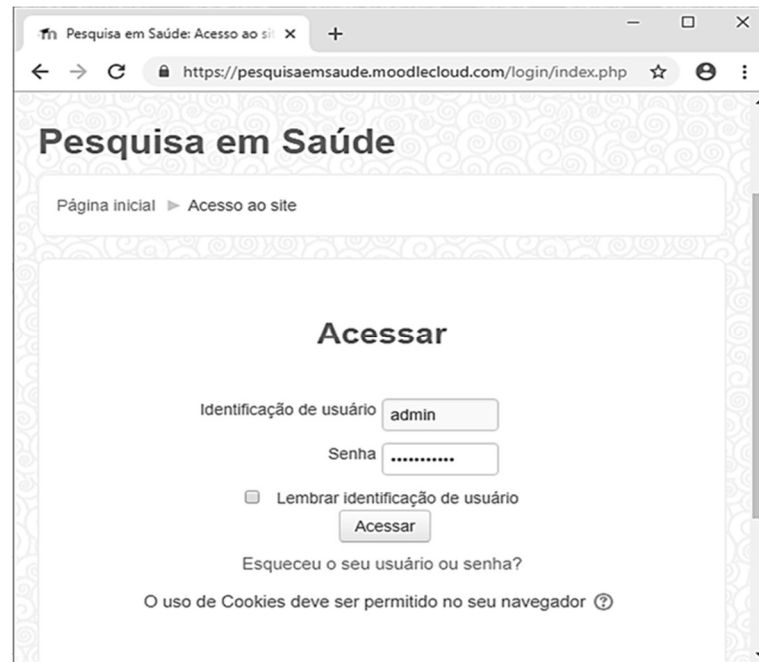 Pesquisa em Saúde: Acesso ao sit
https://pesquisaemsaude.moodlecloud.com/login/index.php
Pesquisa em Saúde
Página inicial ► Acesso ao site
Acessar
Identificação de usuário admin
Senha •••••••••••
Lembrar identificação de usuário
Acessar
Esqueceu o seu usuário ou senha?
O uso de Cookies deve ser permitido no seu navegador